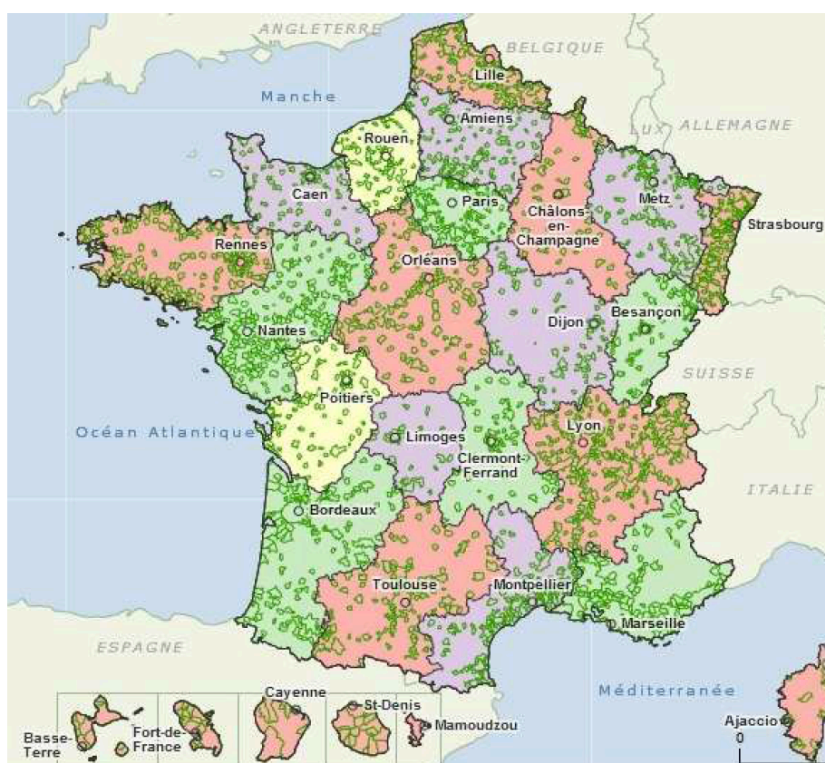 ANGLETERRE
BELGIQUE
Lille
Manche
Amiens
LUX
ALLEMAGNE
Rouen
Caen
Paris
Metz
Châlons-
en-
Champagne
Strasbourg
Rennes
Orléans
Nantes
Dijon
Besançon
Poitiers
SUISSE
Océan Atlantique
Limoges
Lyon
Clermont-
Ferrand
ITALIE
Bordeaux
Toulouse
Montpellier
Marseille
ESPAGNE
Méditerranée
Cayenne
St-Denis
Basse-
Terre
Fort-de-
France
Mamoudzou
Ajaccio
0